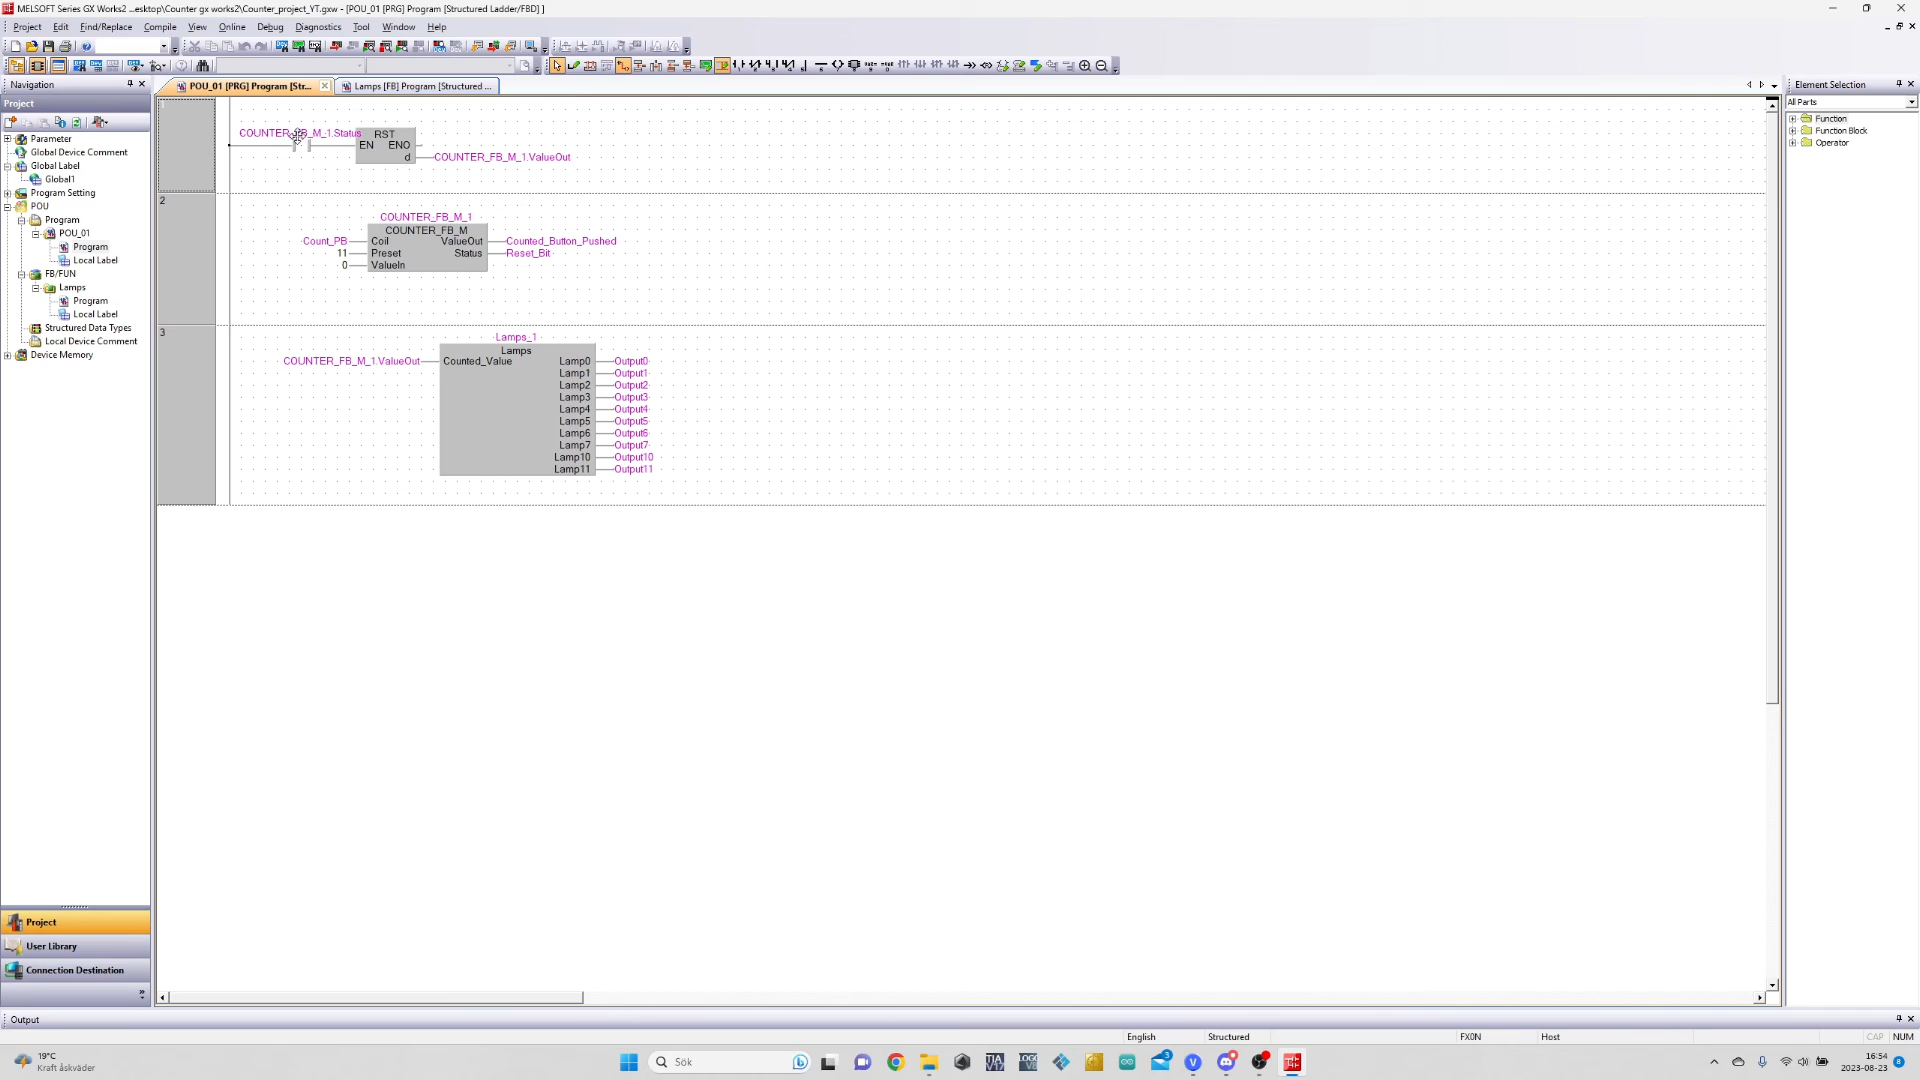 MELSOFT Series GX Works2 ...esktop\Counter gx works2\Counter_project_YT.gxw - [POU_01 [PRG] Program [Structured Ladder/FBD] ]
Project Edit Find/Replace Compile View Online Debug Diagnostics Tool Window Help
Navigation
Project
Parameter
Global Device Comment
Global Label
Global1
Program Setting
POU
Program
POU_01
Program
Local Label
FB/FUN
Lamps
Program
Local Label
Structured Data Types
Local Device Comment
Device Memory
Project
User Library
Connection Destination
POU_01 [PRG] Program [Str...
Lamps [FB] Program [Structured ...
RST
EN ENO
d COUNTER_FB_M_1.ValueOut
2
COUNTER_FB_M_1
COUNTER_FB_M
Count_PB Coil ValueOut Counted_Button_Pushed
11 Preset Status Reset_Bit
0 ValueIn
3
Lamps_1
Lamps
COUNTER_FB_M_1.ValueOut Counted_Value Lamp0 Output0
Lamp1 Output1
Lamp2 Output2
Lamp3 Output3
Lamp4 Output4
Lamp5 Output5
Lamp6 Output6
Lamp7 Output7
Lamp10 Output10
Lamp11 Output11
Element Selection
All Parts
Function
Function Block
Operator
Output
English Structured FX0N Host CAP NUM
19°C
Kraft åskväder
Sök
TIA
V17
3
16:54
2023-08-23
8